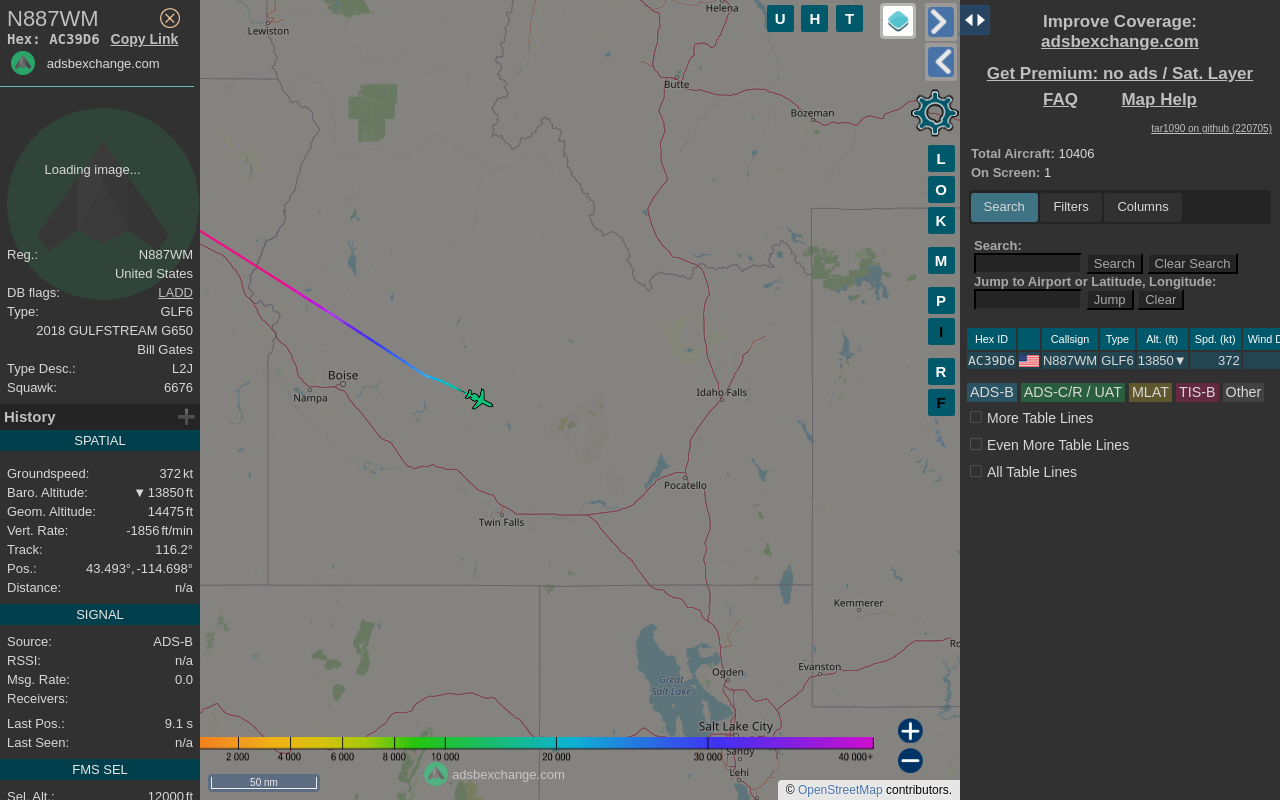 N887WM
Hex: AC39D6 Copy Link
adsbexchange.com
Loading image...
Reg.: N887WM
United States
DB flags: LADD
Type: GLF6
2018 GULFSTREAM G650
Bill Gates
Type Desc.: L2J
Squawk: 6676
History
SPATIAL
Groundspeed: 372 kt
Baro. Altitude: ▼ 13850 ft
Geom. Altitude: 14475 ft
Vert. Rate: -1856 ft/min
Track: 116.2°
Pos.: 43.493°, -114.698°
Distance: n/a
SIGNAL
Source: ADS-B
RSSI: n/a
Msg. Rate: 0.0
Receivers:
Last Pos.: 9.1 s
Last Seen: n/a
FMS SEL
Sel. Alt.: 12000 ft
Lewiston
Helena
Butte
Bozeman
Boise
Nampa
Idaho Falls
Pocatello
Twin Falls
Kemmerer
Evanston
Ogden
Great
Salt Lake
Salt Lake City
Sandy
Lehi
U H T
L
O
K
M
P
I
R
F
2 000 4 000 6 000 8 000 10 000 20 000 30 000 40 000+
50 nm
adsbexchange.com
© OpenStreetMap contributors.
Improve Coverage:
adsbexchange.com
Get Premium: no ads / Sat. Layer
FAQ Map Help
tar1090 on github (220705)
Total Aircraft: 10406
On Screen: 1
Search Filters Columns
Search:
Search Clear Search
Jump to Airport or Latitude, Longitude:
Jump Clear
Hex ID Callsign Type Alt. (ft) Spd. (kt) Wind D
AC39D6 N887WM GLF6 13850▼ 372
ADS-B ADS-C/R / UAT MLAT TIS-B Other
More Table Lines
Even More Table Lines
All Table Lines